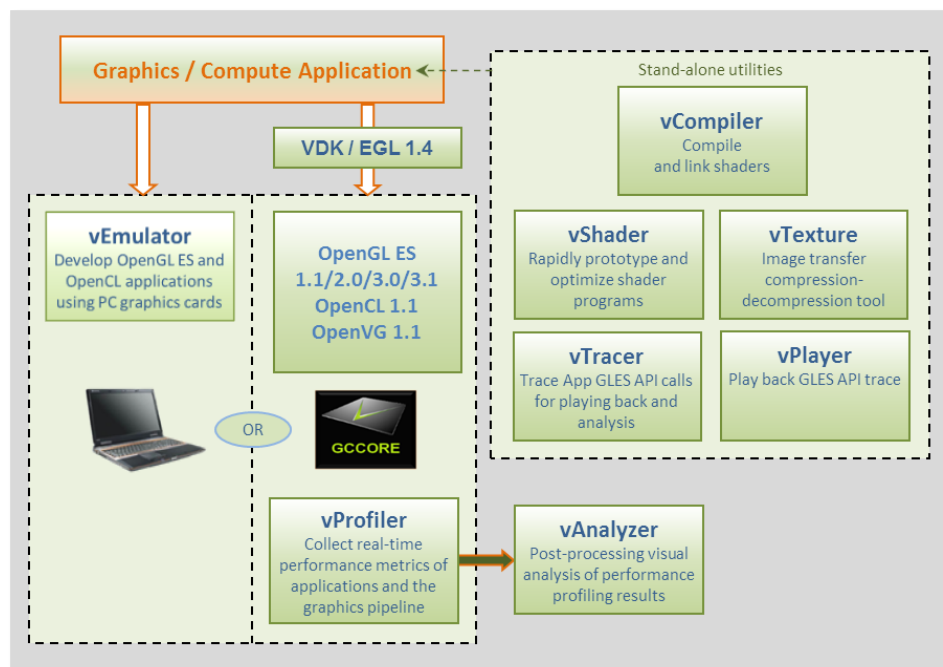 Graphics / Compute Application
VDK / EGL 1.4
vEmulator
Develop OpenGL ES and
OpenCL applications
using PC graphics cards
OpenGL ES
1.1/2.0/3.0/3.1
OpenCL 1.1
OpenVG 1.1
OR
GCCORE
vProfiler
Collect real-time
performance metrics of
applications and the
graphics pipeline
Stand-alone utilities
vCompiler
Compile
and link shaders
vShader
Rapidly prototype and
optimize shader
programs
vTexture
Image transfer
compression-
decompression tool
vTracer
Trace App GLES API calls
for playing back and
analysis
vPlayer
Play back GLES API trace
vAnalyzer
Post-processing visual
analysis of performance
profiling results